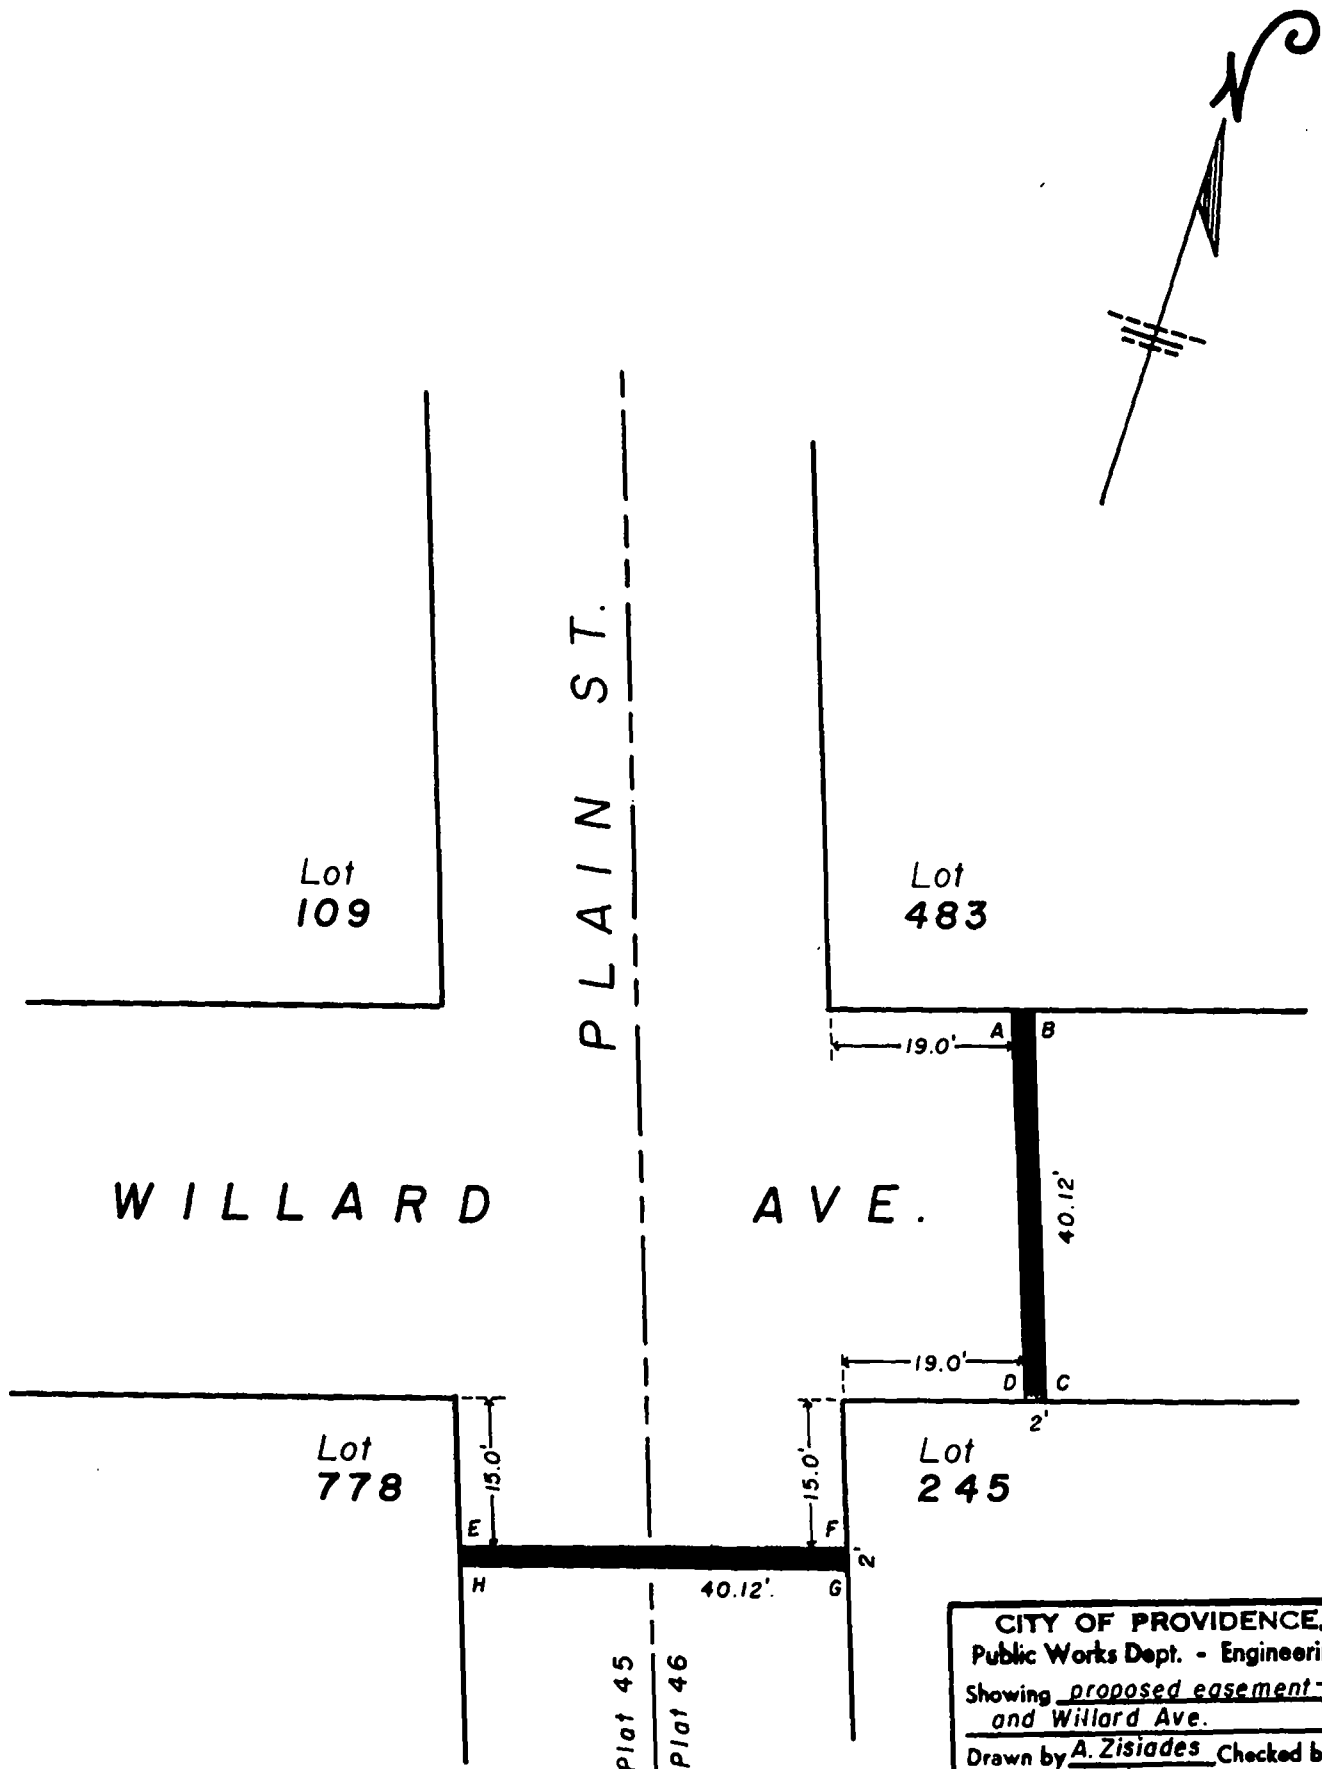 N
PLAIN ST.
Lot
109
Lot
483
A B
19.0'
WILLARD AVE.
40.12'
19.0'
D C
2'
Lot
778
15.0'
15.0'
Lot
245
E F
2'
H 40.12'. G
Plat 45
Plat 46
CITY OF PROVIDENCE,
Public Works Dept. - Engineeri
Showing proposed easement-
and Willard Ave.
Drawn by A. Zisiades Checked b